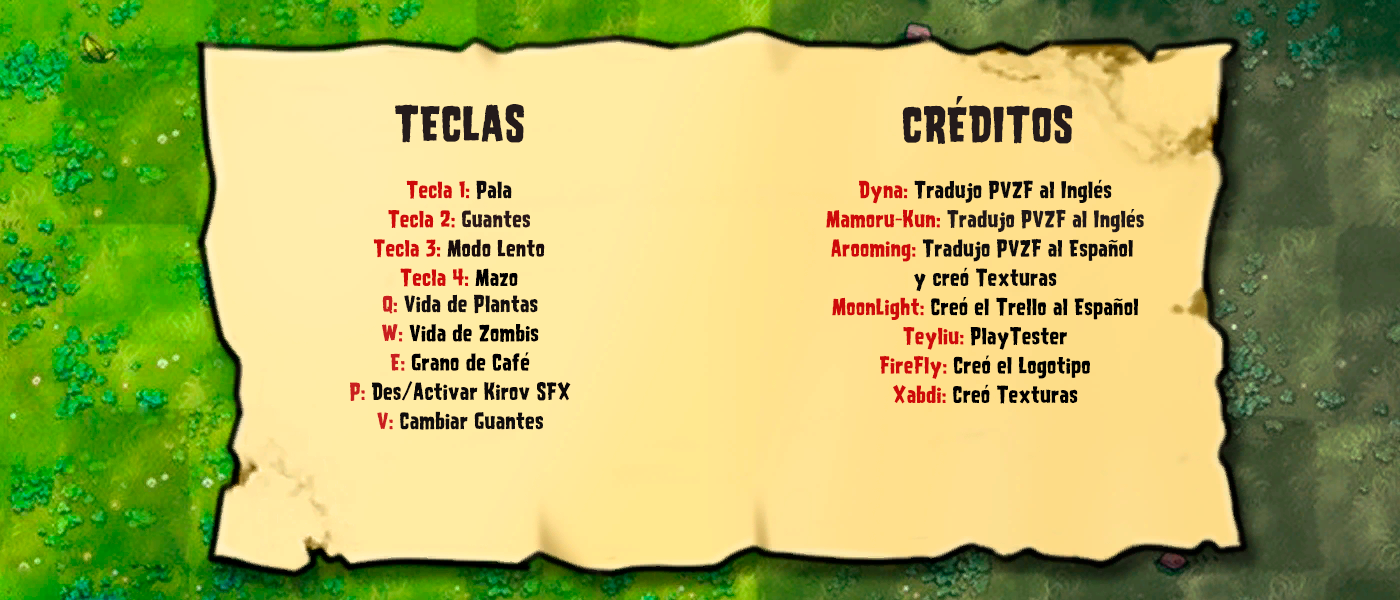 TECLAS
Tecla 1: Pala
Tecla 2: Guantes
Tecla 3: Modo Lento
Tecla 4: Mazo
Q: Vida de Plantas
W: Vida de Zombis
E: Grano de Café
P: Des/Activar Kirov SFX
V: Cambiar Guantes
CRÉDITOS
Dyna: Tradujo PVZF al Inglés
Mamoru-Kun: Tradujo PVZF al Inglés
Arooming: Tradujo PVZF al Español
y creó Texturas
MoonLight: Creó el Trello al Español
Teyliu: PlayTester
FireFly: Creó el Logotipo
Xabdi: Creó Texturas